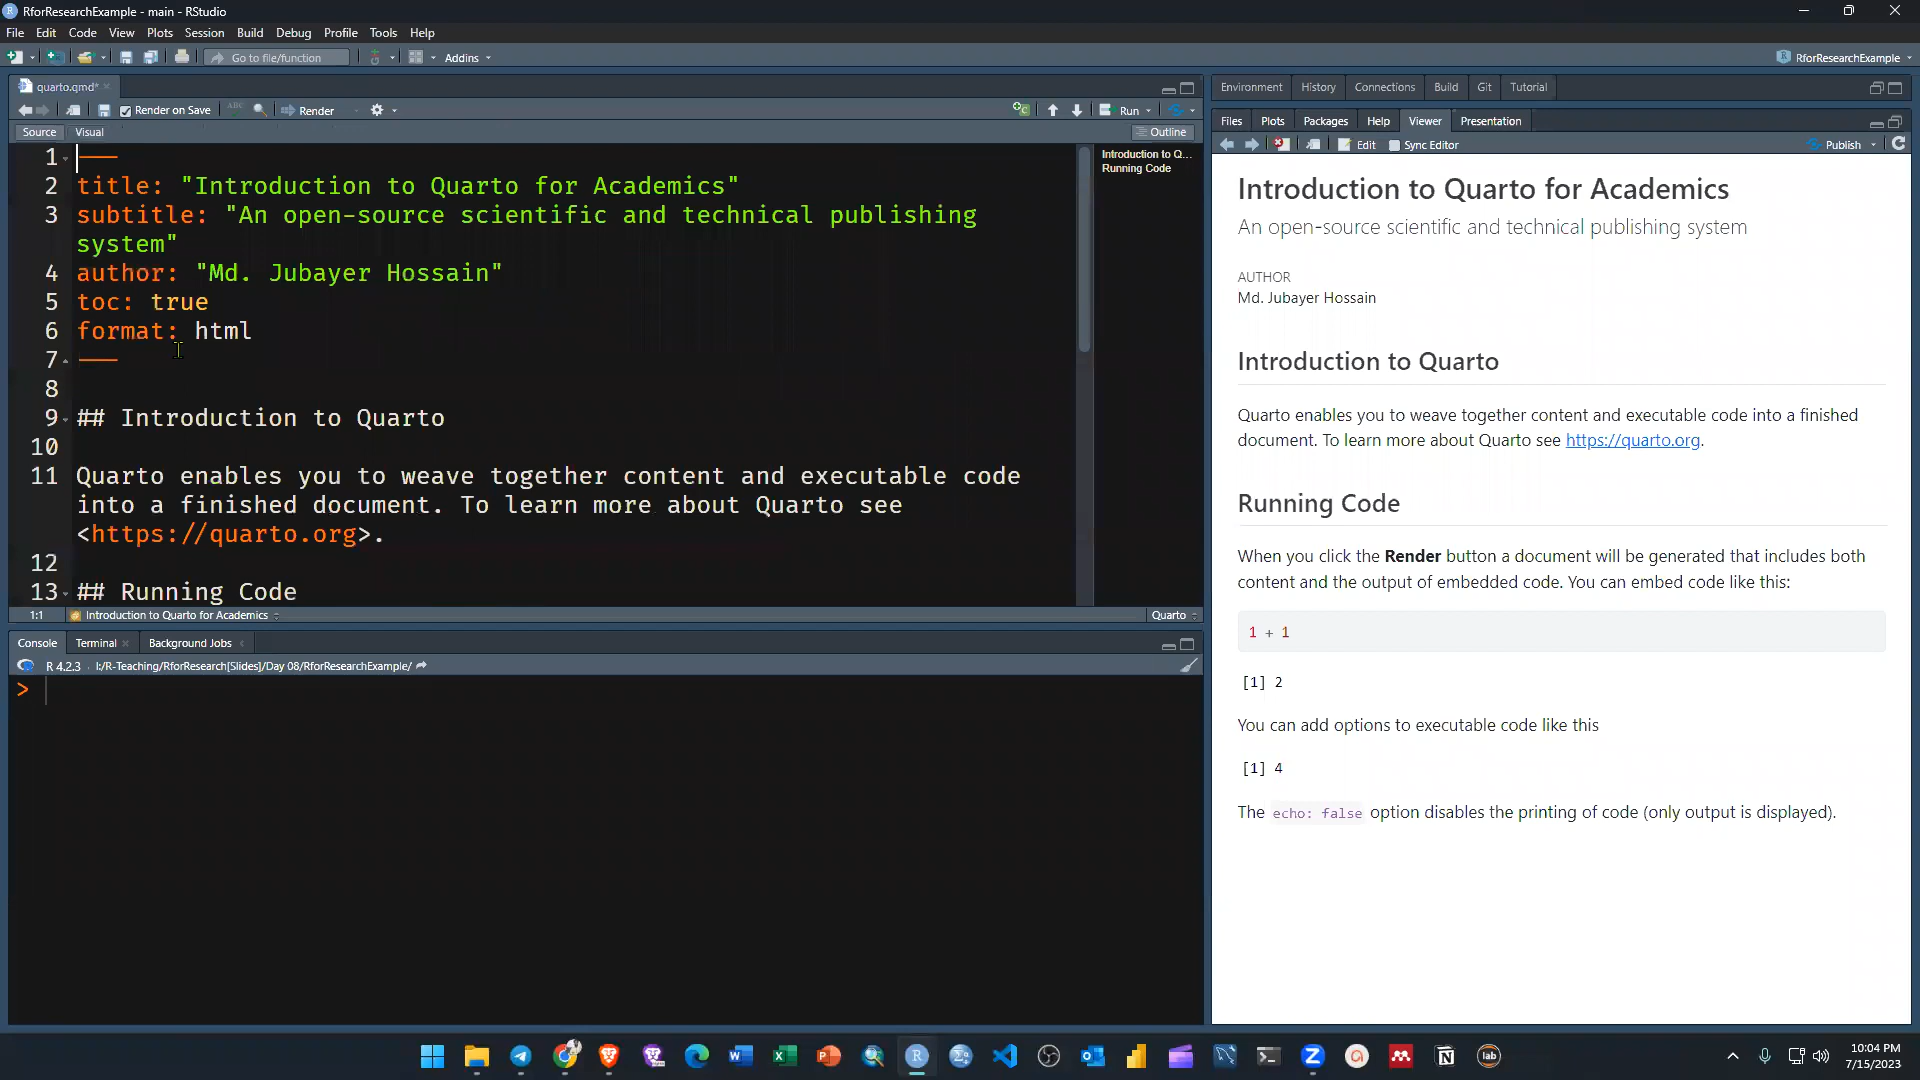 RforResearchExample - main - RStudio
File Edit Code View Plots Session Build Debug Profile Tools Help
Go to file/function Addins RforResearchExample
quarto.qmd*
Render on Save ABC Render Run
Source Visual Outline
1 ---
2 title: "Introduction to Quarto for Academics"
3 subtitle: "An open-source scientific and technical publishing
system"
4 author: "Md. Jubayer Hossain"
5 toc: true
6 format: html
7 ---
8
9 ## Introduction to Quarto
10
11 Quarto enables you to weave together content and executable code
into a finished document. To learn more about Quarto see
<https://quarto.org>.
12
13 ## Running Code
Introduction to Q...
Running Code
1:1 Introduction to Quarto for Academics Quarto
Console Terminal Background Jobs
R 4.2.3 · I:/R-Teaching/RforResearch[Slides]/Day 08/RforResearchExample/
>
Environment History Connections Build Git Tutorial
Files Plots Packages Help Viewer Presentation
Edit Sync Editor Publish
Introduction to Quarto for Academics
An open-source scientific and technical publishing system
AUTHOR
Md. Jubayer Hossain
Introduction to Quarto
Quarto enables you to weave together content and executable code into a finished
document. To learn more about Quarto see https://quarto.org.
Running Code
When you click the Render button a document will be generated that includes both
content and the output of embedded code. You can embed code like this:
1 + 1
[1] 2
You can add options to executable code like this
[1] 4
The echo: false option disables the printing of code (only output is displayed).
lab
10:04 PM
7/15/2023